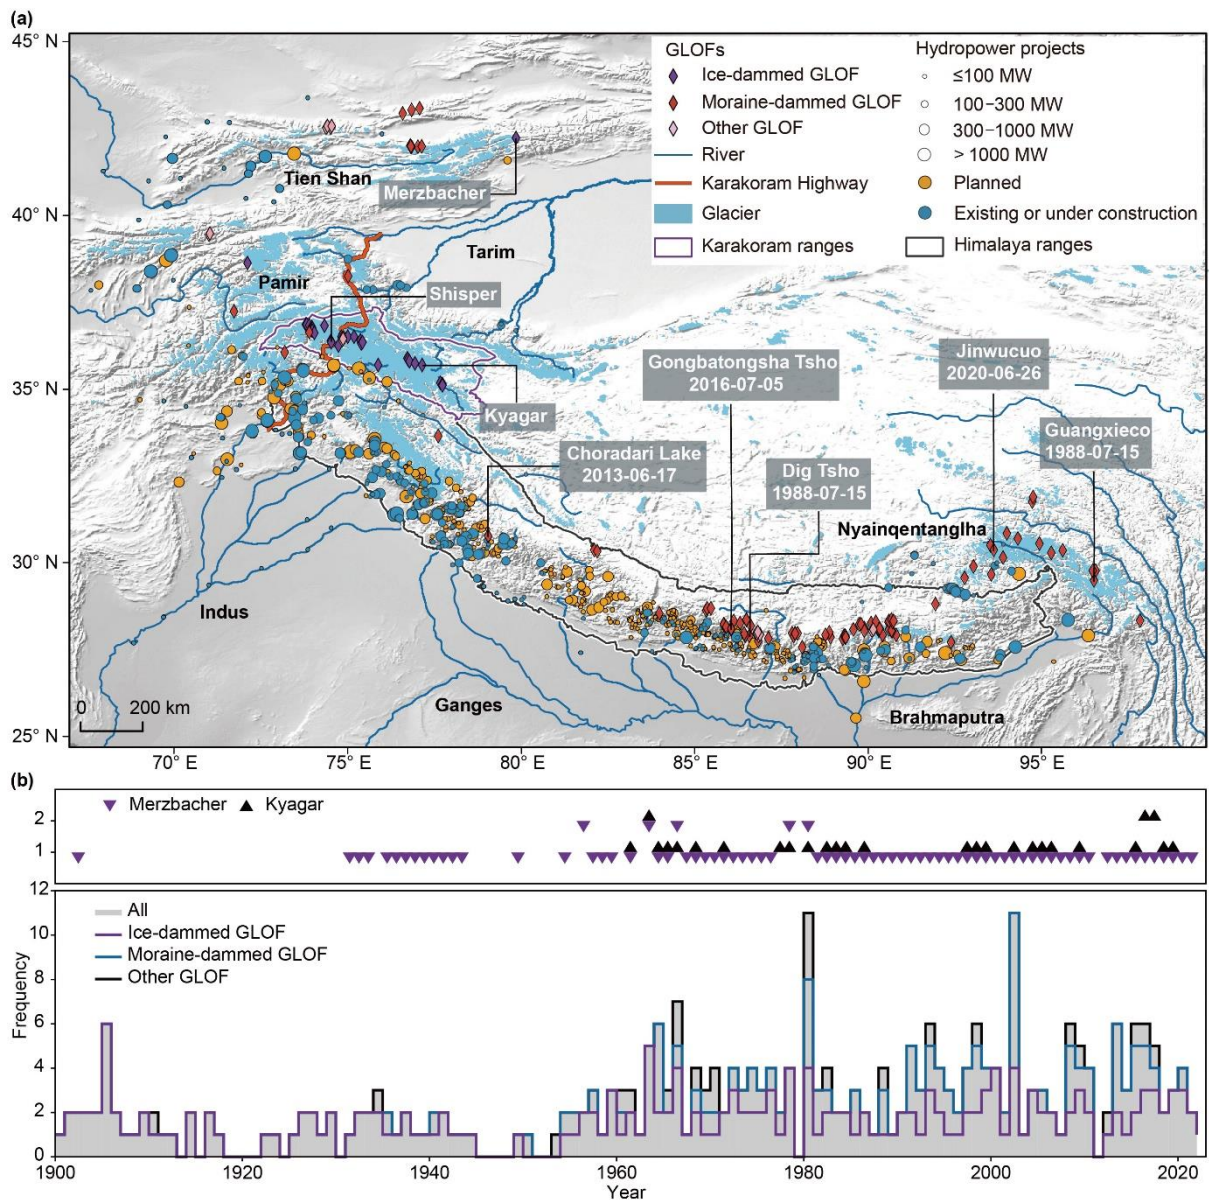 (a)
45° N
40° N
35° N
30° N
25° N
GLOFs
Ice-dammed GLOF
Moraine-dammed GLOF
Other GLOF
River
Karakoram Highway
Glacier
Karakoram ranges
Hydropower projects
≤100 MW
100–300 MW
300–1000 MW
> 1000 MW
Planned
Existing or under construction
Himalaya ranges
Tien Shan
Merzbacher
Tarim
Pamir
Shisper
Kyagar
Gongbatongsha Tsho
2016-07-05
Jinwucuo
2020-06-26
Guangxieco
1988-07-15
Choradari Lake
2013-06-17
Dig Tsho
1988-07-15
Nyainqentanglha
Indus
Ganges
Brahmaputra
0 200 km
70° E 75° E 80° E 85° E 90° E 95° E
(b)
Merzbacher Kyagar
2
1
12
10
8
6
4
2
0
Frequency
All
Ice-dammed GLOF
Moraine-dammed GLOF
Other GLOF
1900 1920 1940 1960 1980 2000 2020
Year